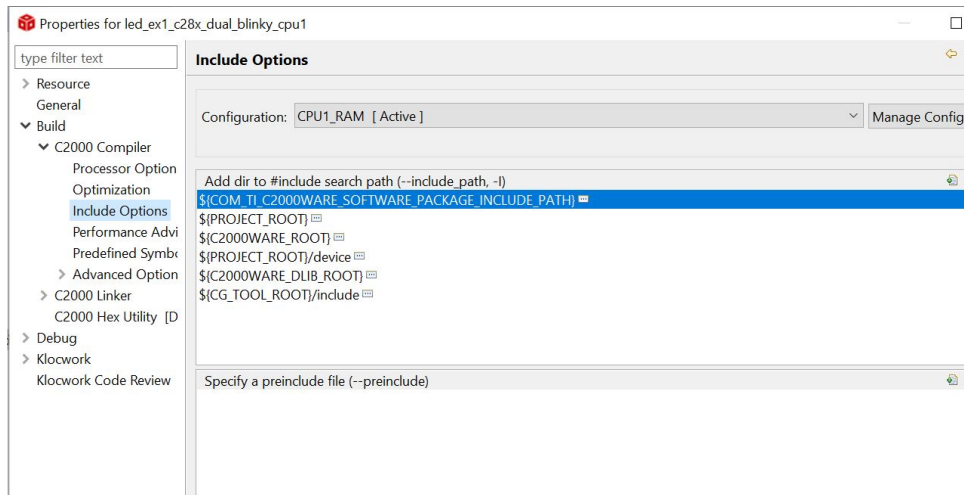 Properties for led_ex1_c28x_dual_blinky_cpu1
type filter text
Resource
General
Build
C2000 Compiler
Processor Option
Optimization
Include Options
Performance Advi
Predefined Symbo
Advanced Option
C2000 Linker
C2000 Hex Utility [D
Debug
Klocwork
Klocwork Code Review
Include Options
Configuration: CPU1_RAM [ Active ]
Manage Config
Add dir to #include search path (--include_path, -I)
${COM_TI_C2000WARE_SOFTWARE_PACKAGE_INCLUDE_PATH}
${PROJECT_ROOT}
${C2000WARE_ROOT}
${PROJECT_ROOT}/device
${C2000WARE_DLIB_ROOT}
${CG_TOOL_ROOT}/include
Specify a preinclude file (--preinclude)